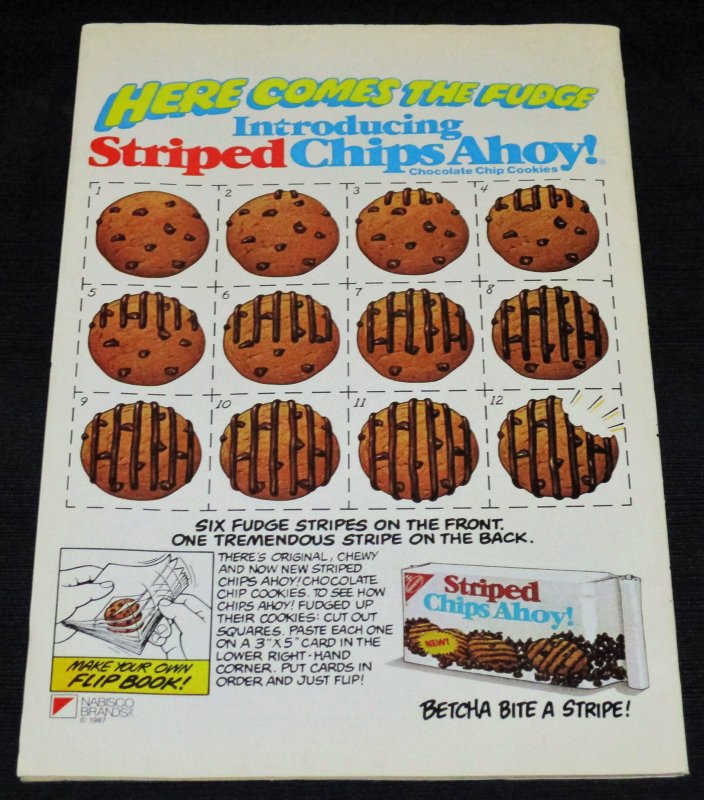 HERE COMES THE FUDGE
Introducing
Striped Chips Ahoy!
Chocolate Chip Cookies
1
2
3
4
5
6
7
8
9
10
11
12
SIX FUDGE STRIPES ON THE FRONT.
ONE TREMENDOUS STRIPE ON THE BACK.
THERE'S ORIGINAL, CHEWY
AND NOW NEW STRIPED
CHIPS AHOY! CHOCOLATE
CHIP COOKIES. TO SEE HOW
CHIPS AHOY! FUDGED UP
THEIR COOKIES: CUT OUT
SQUARES. PASTE EACH ONE
ON A 3" X 5" CARD IN THE
LOWER RIGHT-HAND
CORNER. PUT CARDS IN
ORDER AND JUST FLIP!
MAKE YOUR OWN
FLIP BOOK!
NABISCO
BRANDS
© 1987
Striped
Chips Ahoy!
NEW!
BETCHA BITE A STRIPE!